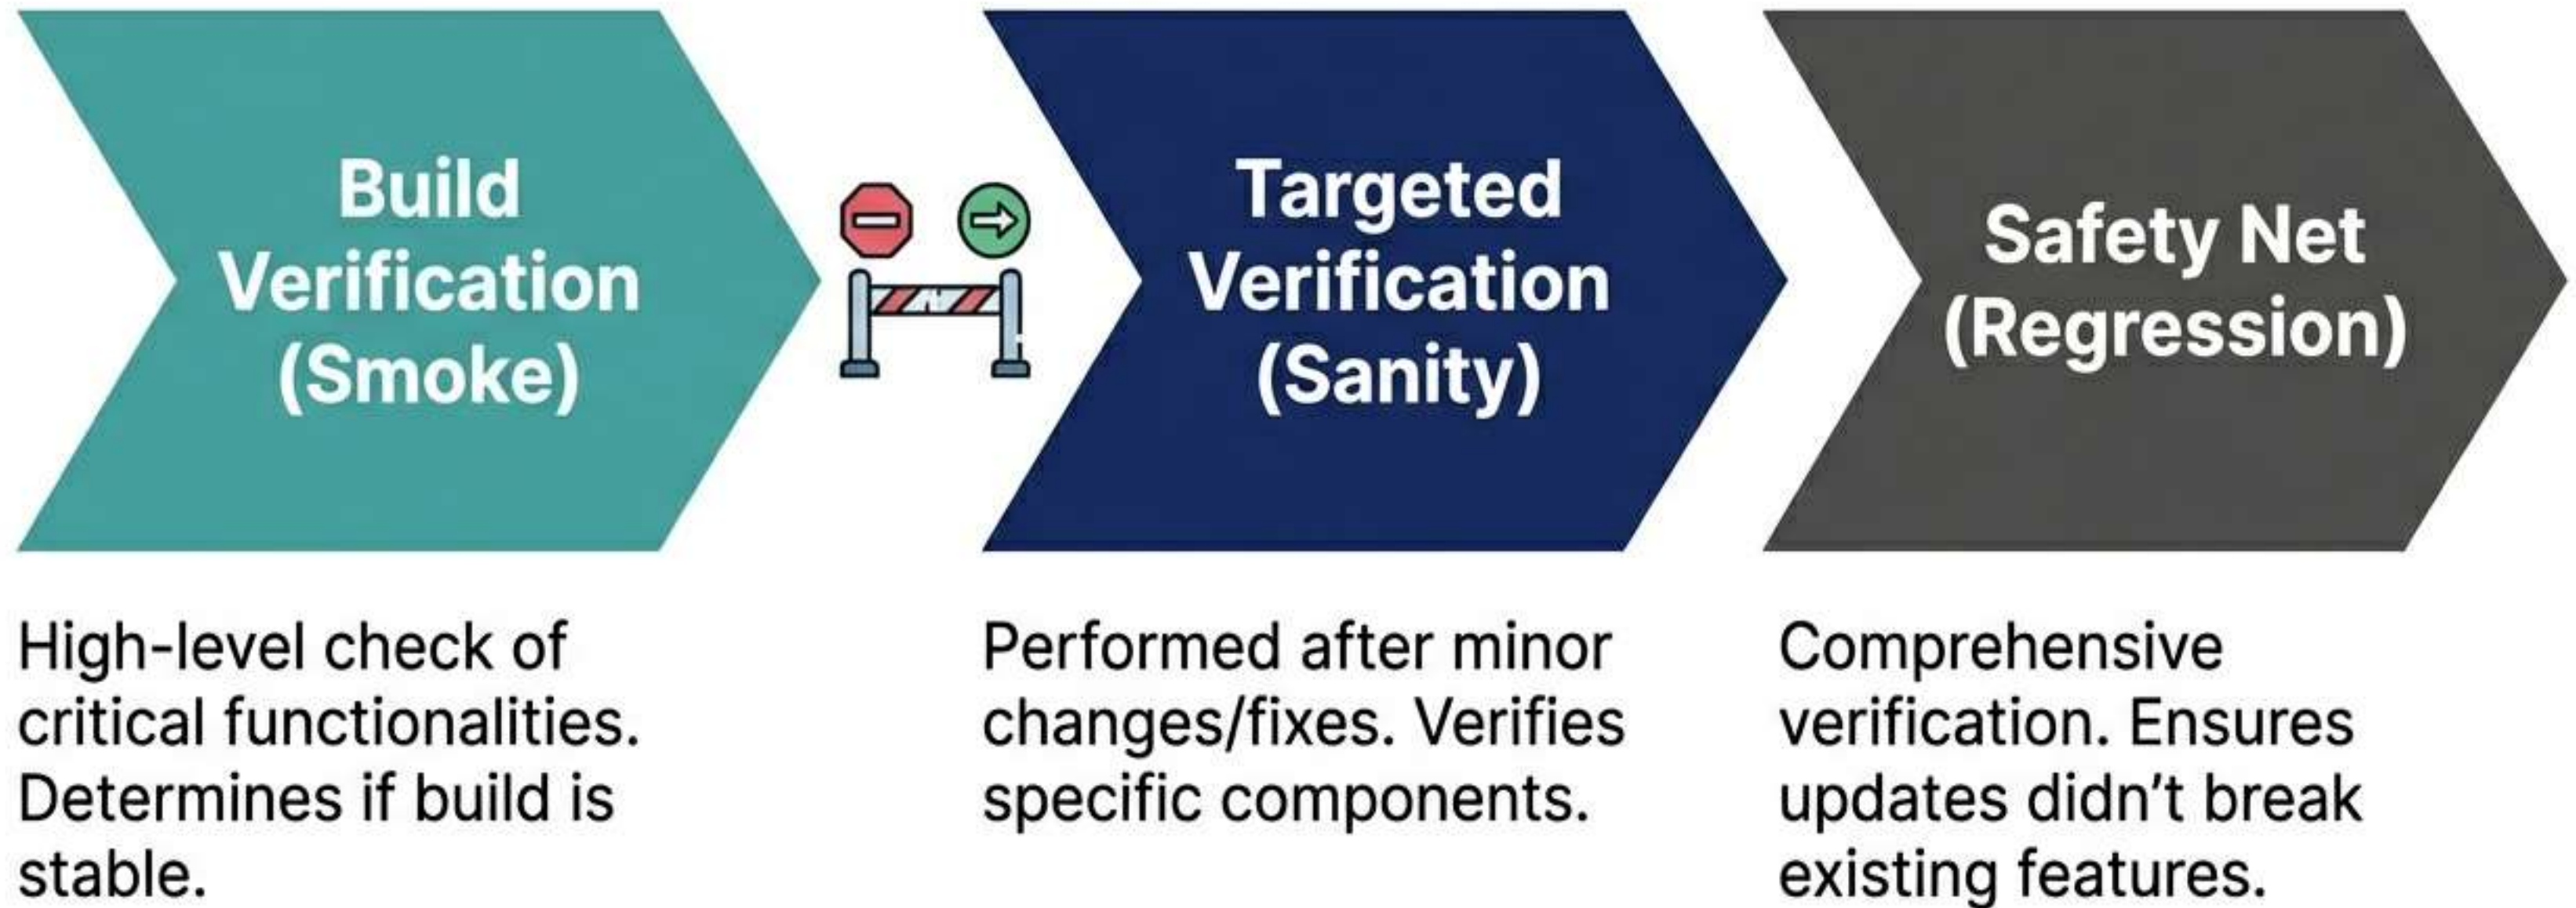 Build
Verification
(Smoke)
Targeted
Verification
(Sanity)
Safety Net
(Regression)
High-level check of
critical functionalities.
Determines if build is
stable.
Performed after minor
changes/fixes. Verifies
specific components.
Comprehensive
verification. Ensures
updates didn't break
existing features.